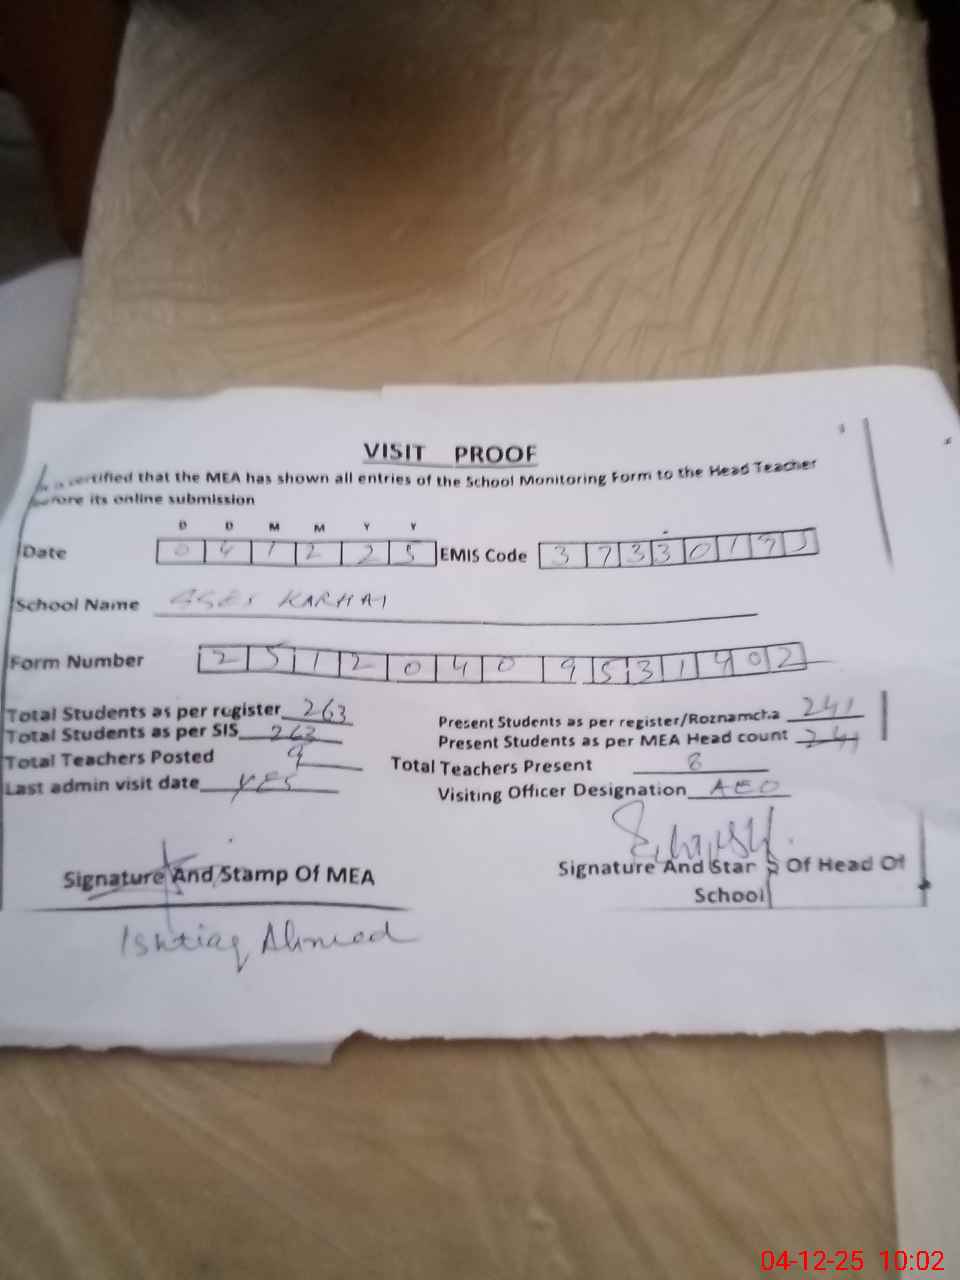 VISIT PROOF
certified that the MEA has shown all entries of the School Monitoring Form to the Head Teacher
before its online submission
D D M M Y Y
Date 0 4 1 2 2 5 EMIS Code 3 7 3 3 0 1 7
School Name KARHAI
Form Number 2 5 1 2 0 4 0 9 5 3 1 4 0 2
Total Students as per register 263 Present Students as per register/Roznamcha 241
Total Students as per SIS 263 Present Students as per MEA Head count 241
Total Teachers Posted 9 Total Teachers Present 8
Last admin visit date YES Visiting Officer Designation AEO
Signature And Stamp Of MEA Signature And Stam Of Head Of
School
Ishtiaq Ahmad
04-12-25 10:02